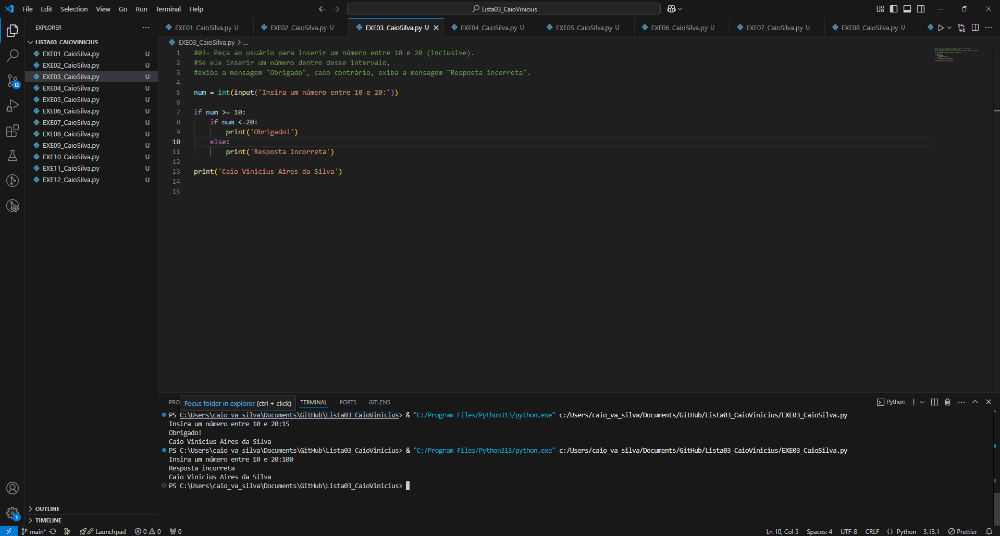 File Edit Selection View Go Run Terminal Help
Lista03_CaioVinicius
EXPLORER
LISTA03_CAIOVINICIUS
EXE01_CaioSilva.py U
EXE02_CaioSilva.py U
EXE03_CaioSilva.py U
EXE04_CaioSilva.py U
EXE05_CaioSilva.py U
EXE06_CaioSilva.py U
EXE07_CaioSilva.py U
EXE08_CaioSilva.py U
EXE09_CaioSilva.py U
EXE10_CaioSilva.py U
EXE11_CaioSilva.py U
EXE12_CaioSilva.py U
12
1
OUTLINE
TIMELINE
EXE01_CaioSilva.py U EXE02_CaioSilva.py U EXE03_CaioSilva.py U EXE04_CaioSilva.py U EXE05_CaioSilva.py U EXE06_CaioSilva.py U EXE07_CaioSilva.py U EXE08_CaioSilva.py U
EXE03_CaioSilva.py > ...
1 #03- Peça ao usuário para inserir um número entre 10 e 20 (inclusive).
2 #Se ele inserir um número dentro desse intervalo,
3 #exiba a mensagem "Obrigado", caso contrário, exiba a mensagem "Resposta incorreta".
4
5 num = int(input('Insira um número entre 10 e 20:'))
6
7 if num >= 10:
8 if num <=20:
9 print('Obrigado!')
10 else:
11 print('Resposta incorreta')
12
13 print('Caio Vinicius Aires da Silva')
14
15
PRO Focus folder in explorer (ctrl + click) TERMINAL PORTS GITLENS Python
PS C:\Users\caio_va_silva\Documents\GitHub\Lista03_CaioVinicius> & "C:/Program Files/Python313/python.exe" c:/Users/caio_va_silva/Documents/GitHub/Lista03_CaioVinicius/EXE03_CaioSilva.py
Insira um número entre 10 e 20:15
Obrigado!
Caio Vinicius Aires da Silva
PS C:\Users\caio_va_silva\Documents\GitHub\Lista03_CaioVinicius> & "C:/Program Files/Python313/python.exe" c:/Users/caio_va_silva/Documents/GitHub/Lista03_CaioVinicius/EXE03_CaioSilva.py
Insira um número entre 10 e 20:100
Resposta incorreta
Caio Vinicius Aires da Silva
PS C:\Users\caio_va_silva\Documents\GitHub\Lista03_CaioVinicius>
main* Launchpad 0 0 0 Ln 10, Col 5 Spaces: 4 UTF-8 CRLF {} Python 3.13.1 Prettier